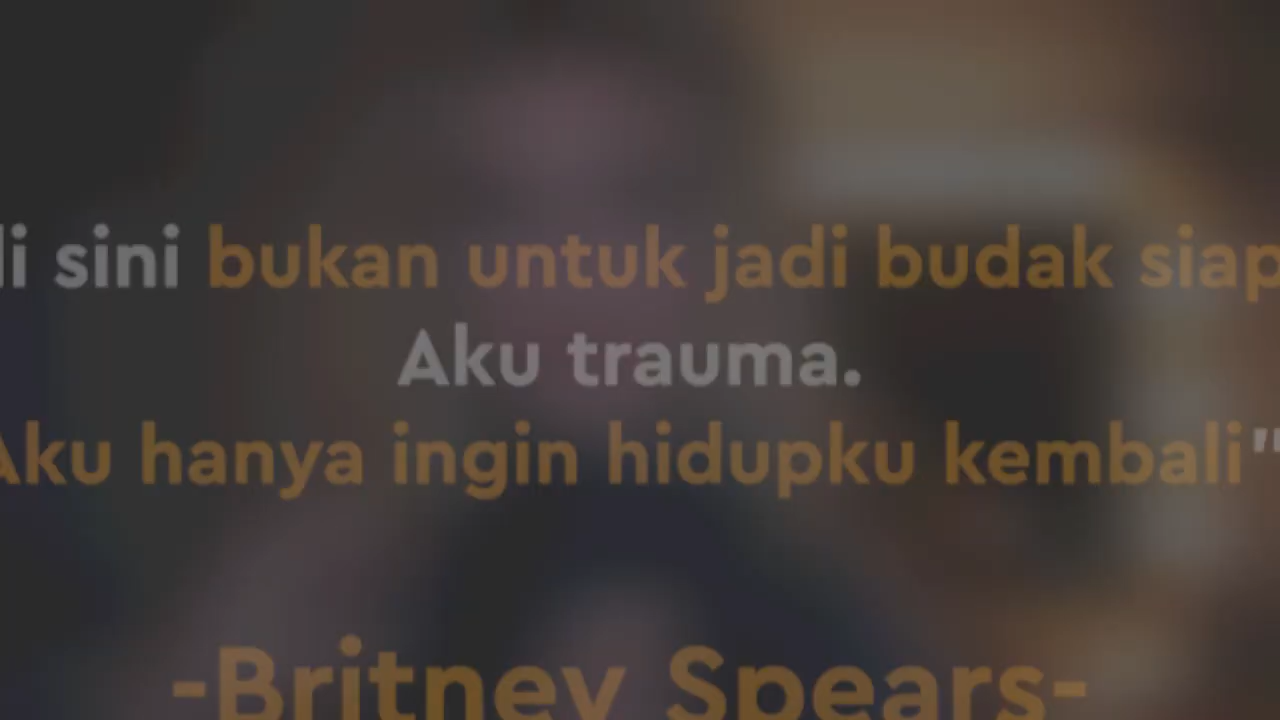 sini bukan untuk jadi budak
Aku trauma.
Aku hanya ingin hidupku kembali"
-Britney Spears-